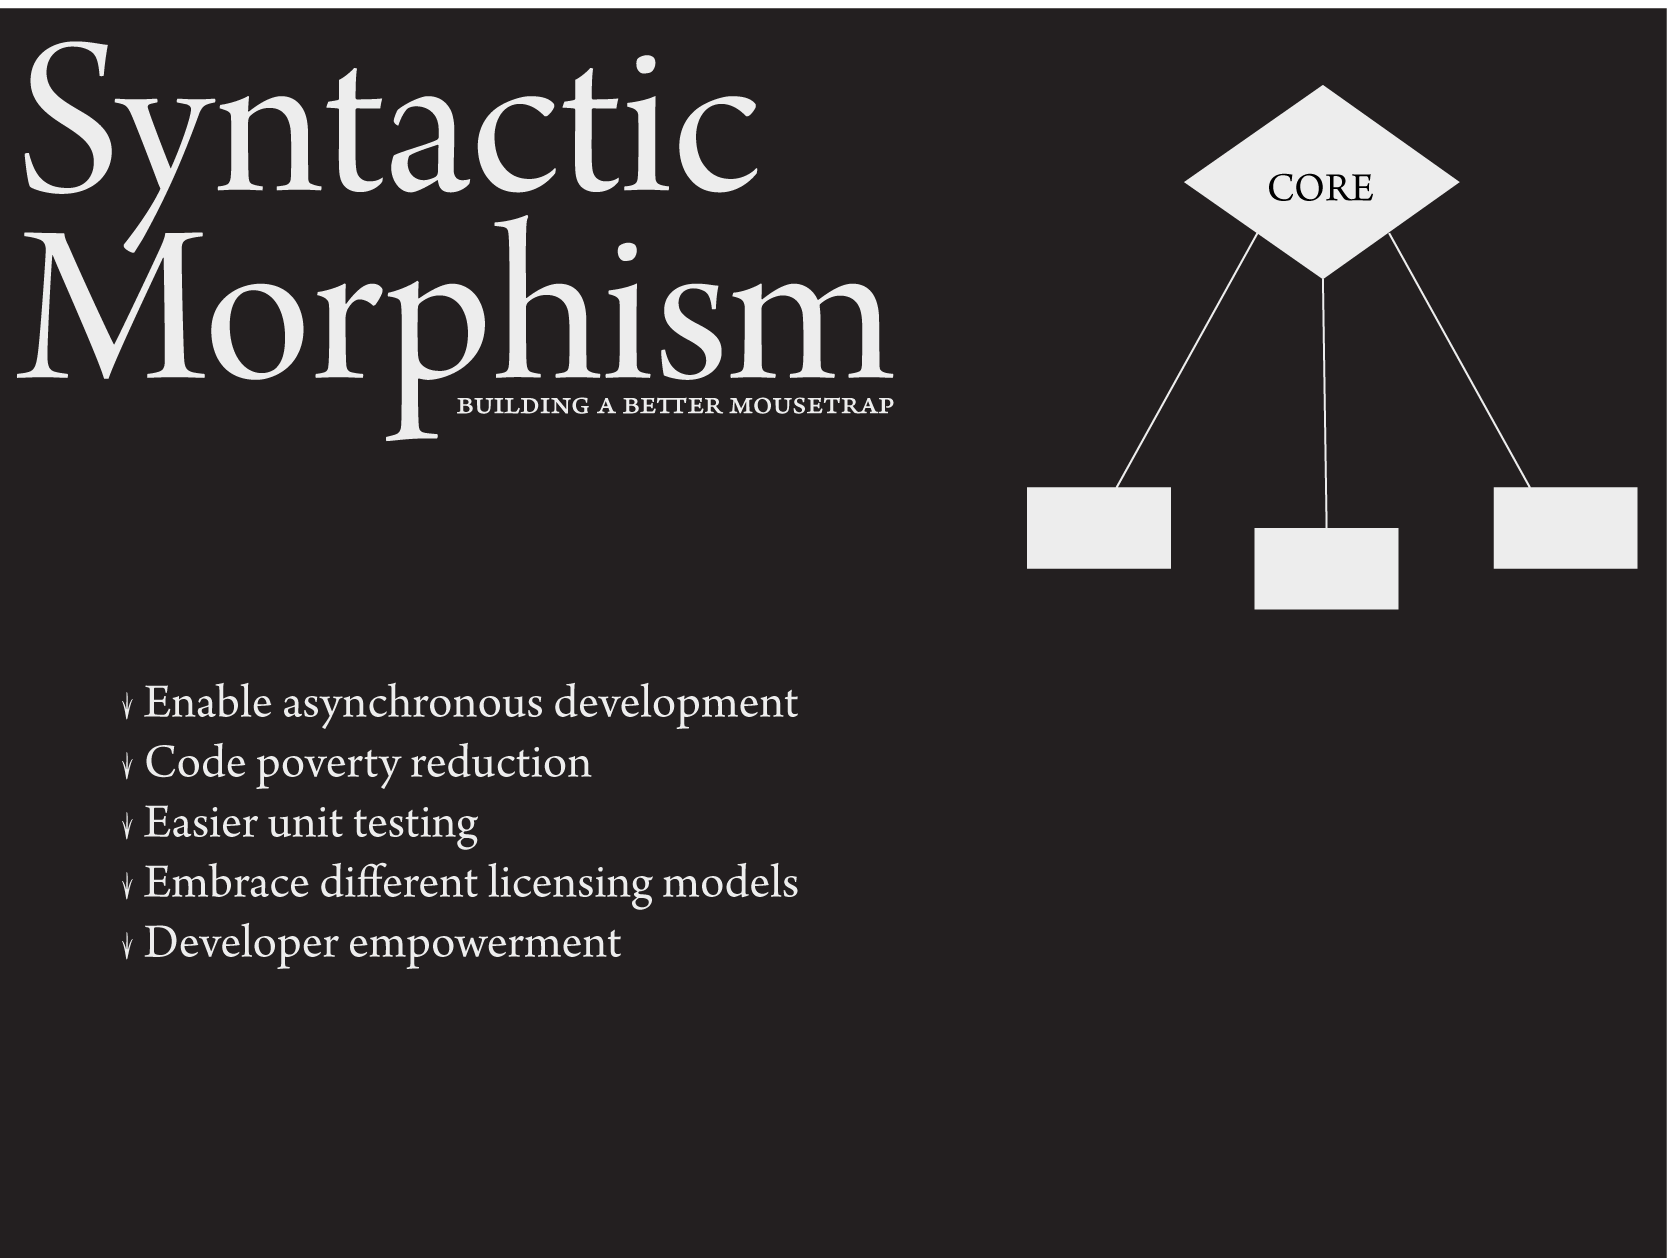 Syntactic
Morphism
BUILDING A BETTER MOUSETRAP
CORE
Enable asynchronous development
Code poverty reduction
Easier unit testing
Embrace different licensing models
Developer empowerment